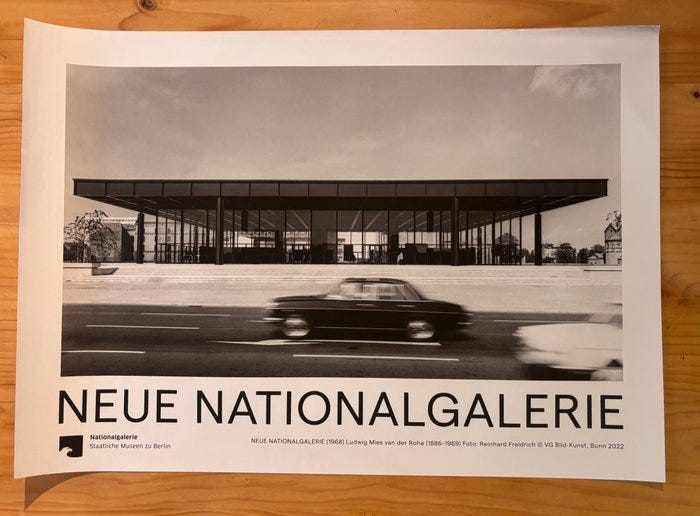 NEUE NATIONALGALERIE
Nationalgalerie
Staatliche Museen zu Berlin
NEUE NATIONALGALERIE (1968) Ludwig Mies van der Rohe (1886–1969) Foto: Reinhard Freidrich © VG Bild-Kunst, Bonn 2022